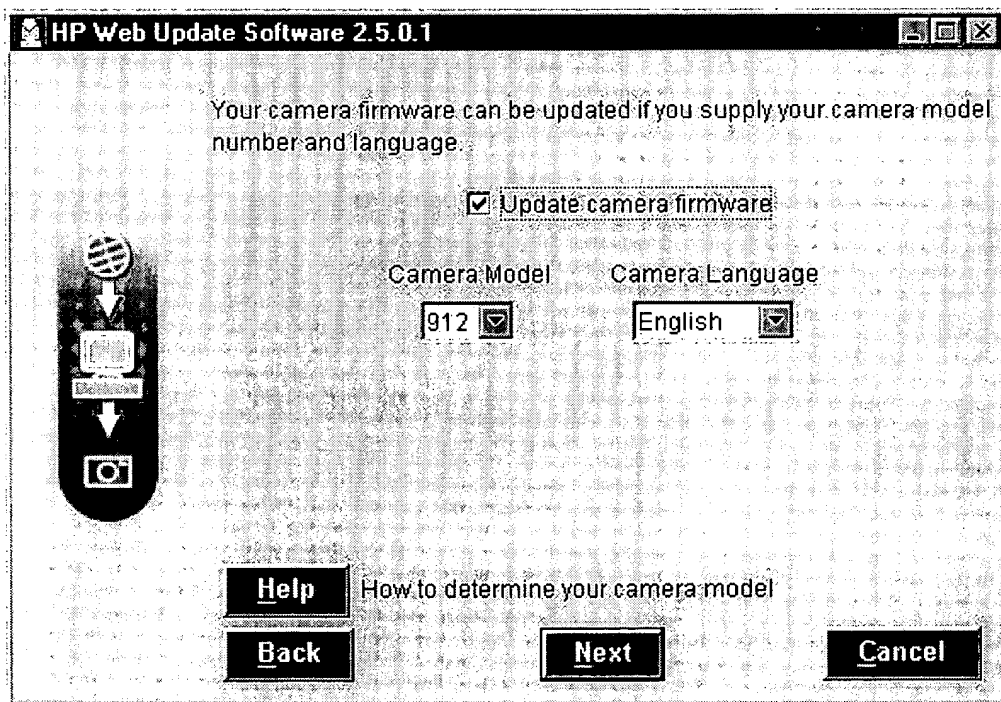 HP Web Update Software 2.5.0.1
Your camera firmware can be updated if you supply your camera model
number and language.
Update camera firmware
Camera Model
Camera Language
912
English
Help
How to determine your camera model
Back
Next
Cancel